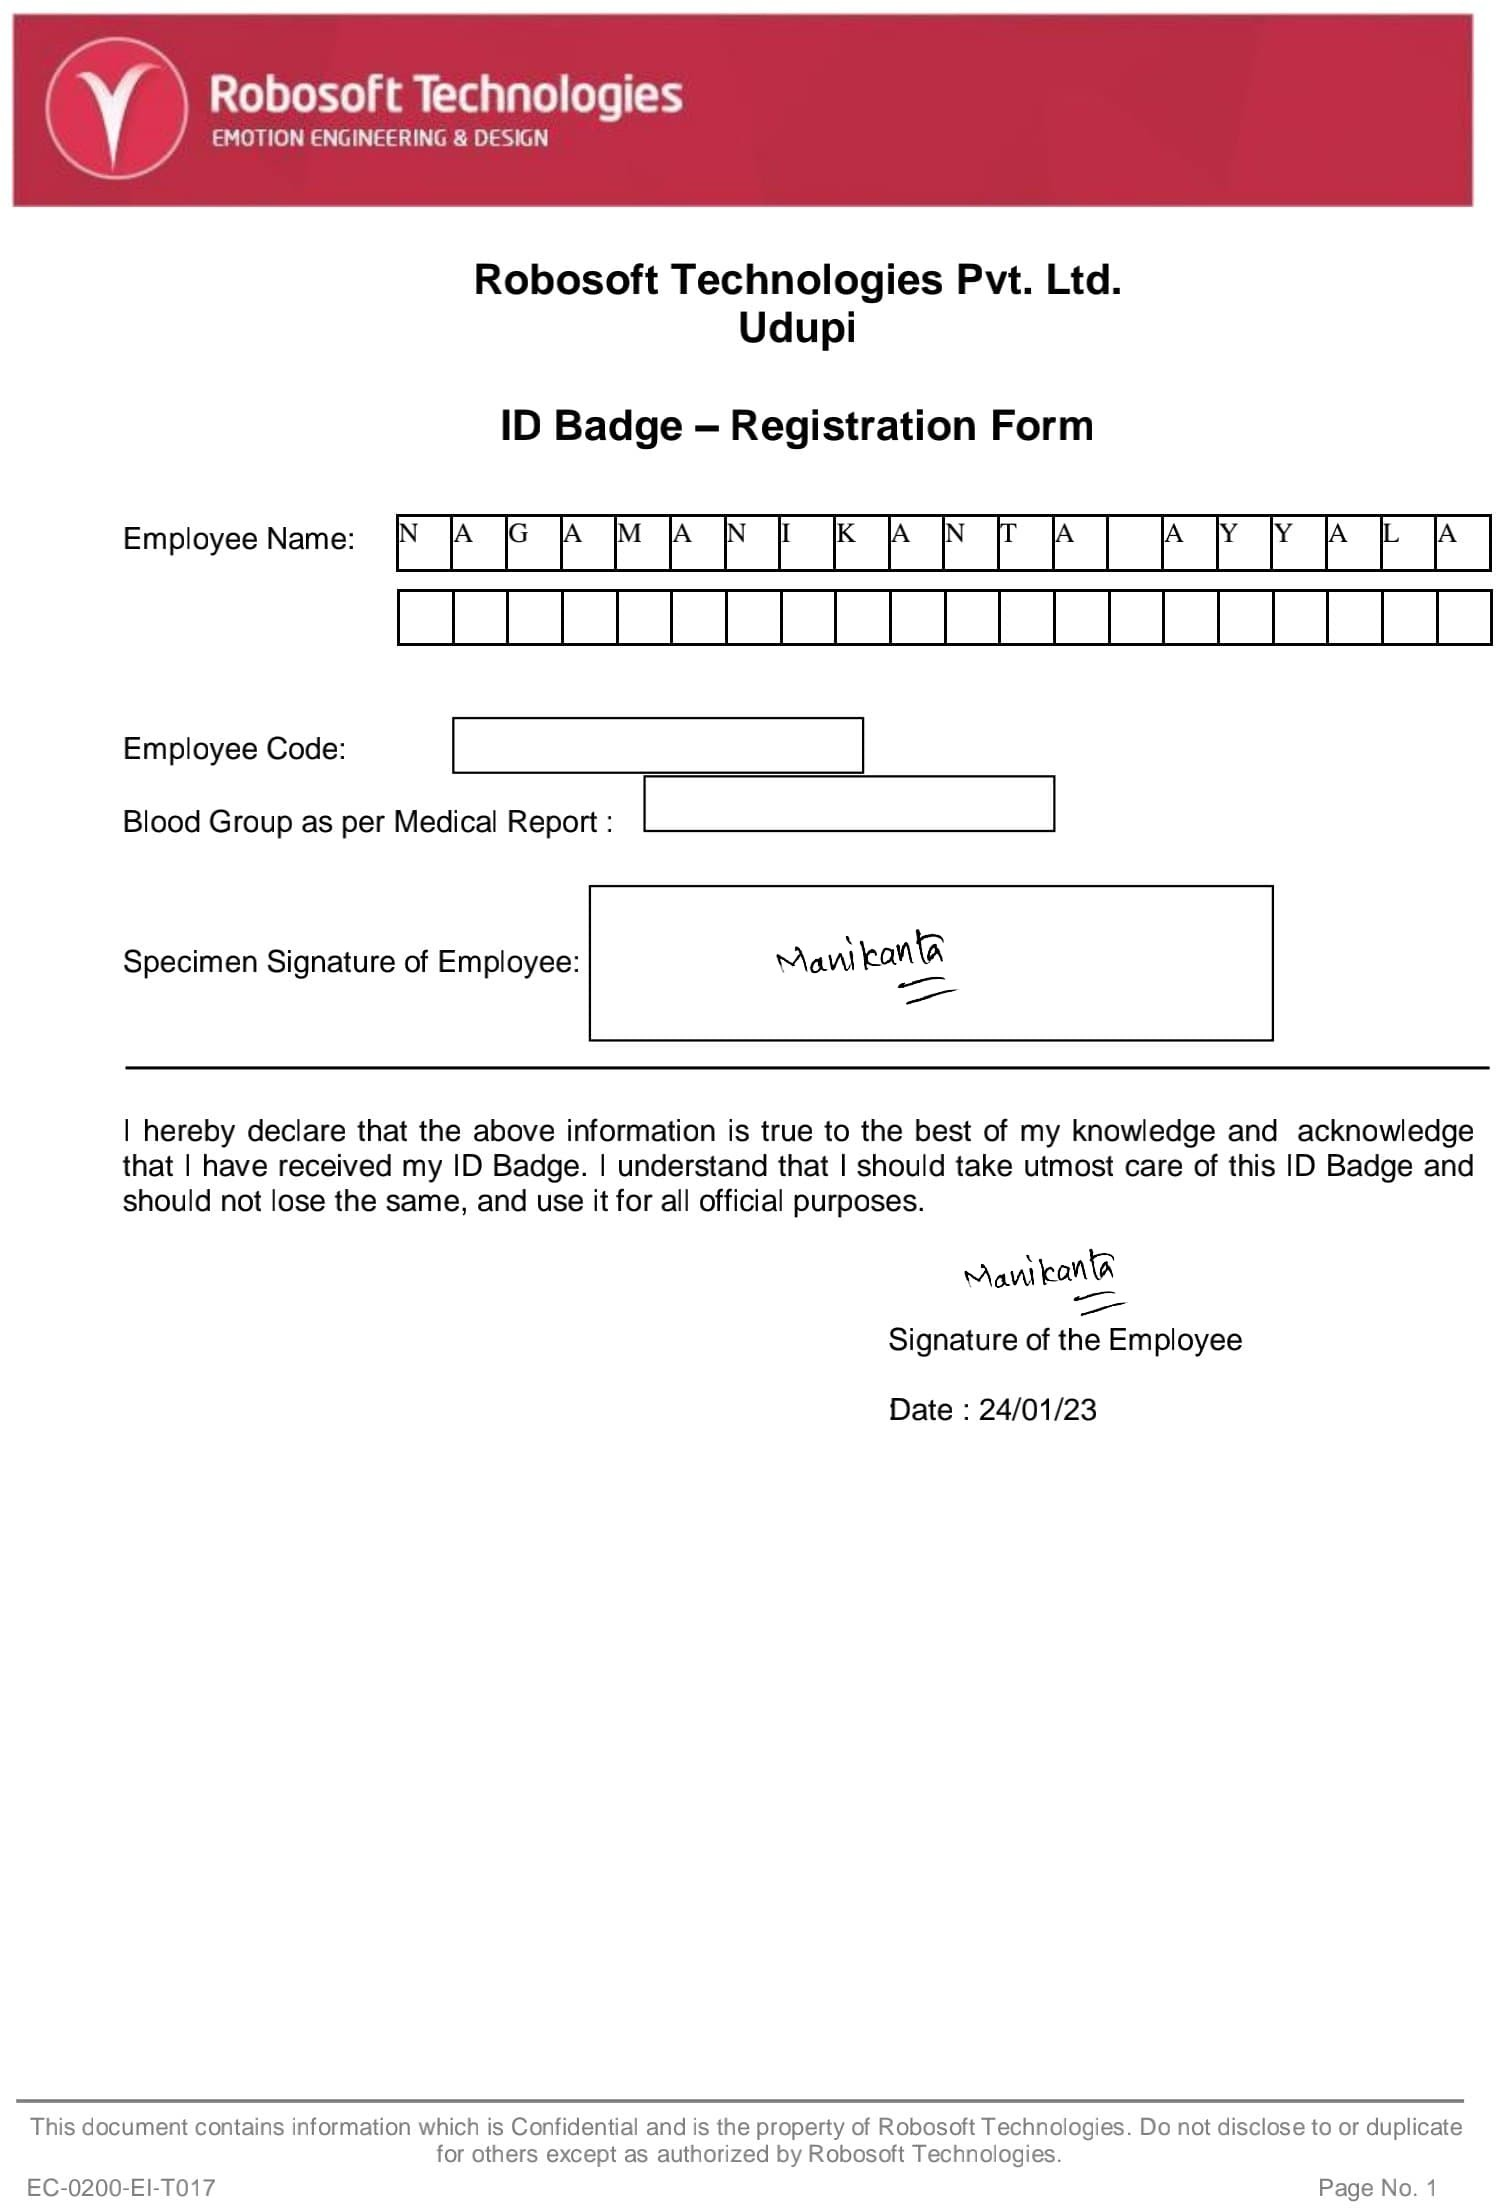 Robosoft Technologies
EMOTION ENGINEERING & DESIGN
Robosoft Technologies Pvt. Ltd.
Udupi
ID Badge – Registration Form
Employee Name: N A G A M A N I K A N T A A Y Y A L A
Employee Code:
Blood Group as per Medical Report :
Specimen Signature of Employee: Manikanta
I hereby declare that the above information is true to the best of my knowledge and acknowledge
that I have received my ID Badge. I understand that I should take utmost care of this ID Badge and
should not lose the same, and use it for all official purposes.
Manikanta
Signature of the Employee
Date : 24/01/23
This document contains information which is Confidential and is the property of Robosoft Technologies. Do not disclose to or duplicate
for others except as authorized by Robosoft Technologies.
EC-0200-EI-T017 Page No. 1